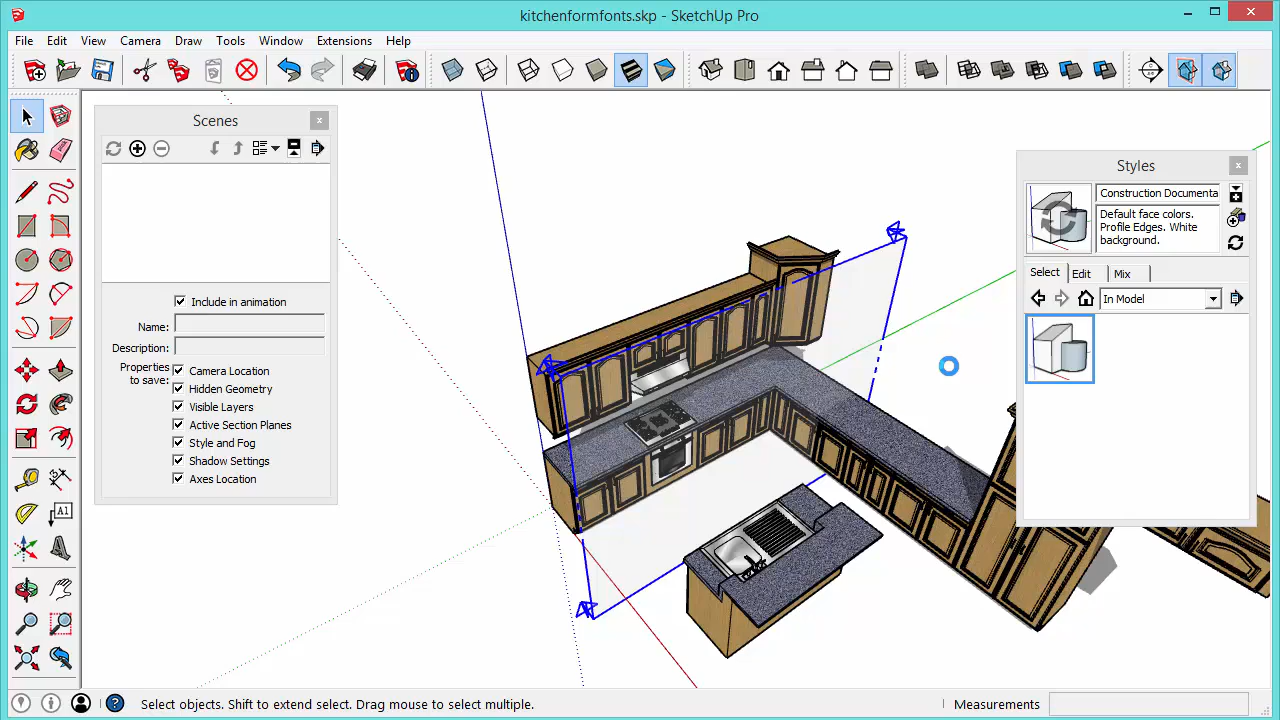 kitchenformfonts.skp - SketchUp Pro
File Edit View Camera Draw Tools Window Extensions Help
Scenes
Include in animation
Name:
Description:
Properties to save:
Camera Location
Hidden Geometry
Visible Layers
Active Section Planes
Style and Fog
Shadow Settings
Axes Location
Styles
Construction Documenta
Default face colors.
Profile Edges. White
background.
Select Edit Mix
In Model
A1
Select objects. Shift to extend select. Drag mouse to select multiple.
Measurements